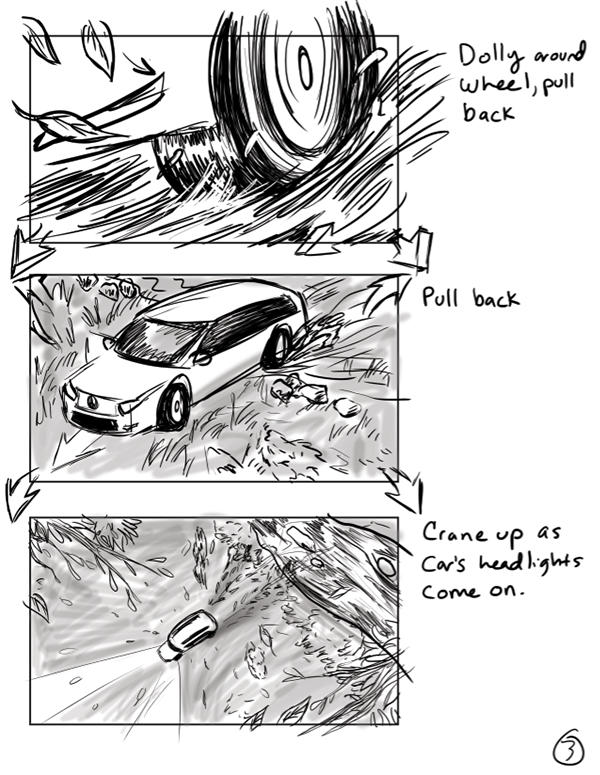 Dolly around
wheel, pull
back
Pull back
Crane up as
Car's headlights
come on.
3